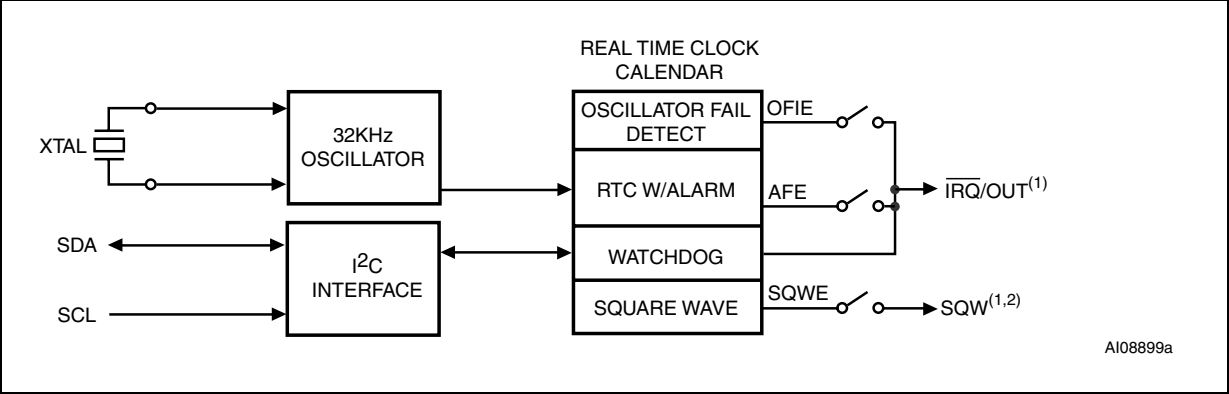 REAL TIME CLOCK
CALENDAR
XTAL
32KHz
OSCILLATOR
OSCILLATOR FAIL
DETECT
OFIE
RTC W/ALARM
AFE
IRQ/OUT(1)
SDA
SCL
I2C
INTERFACE
WATCHDOG
SQUARE WAVE
SQWE
SQW(1,2)
AI08899a